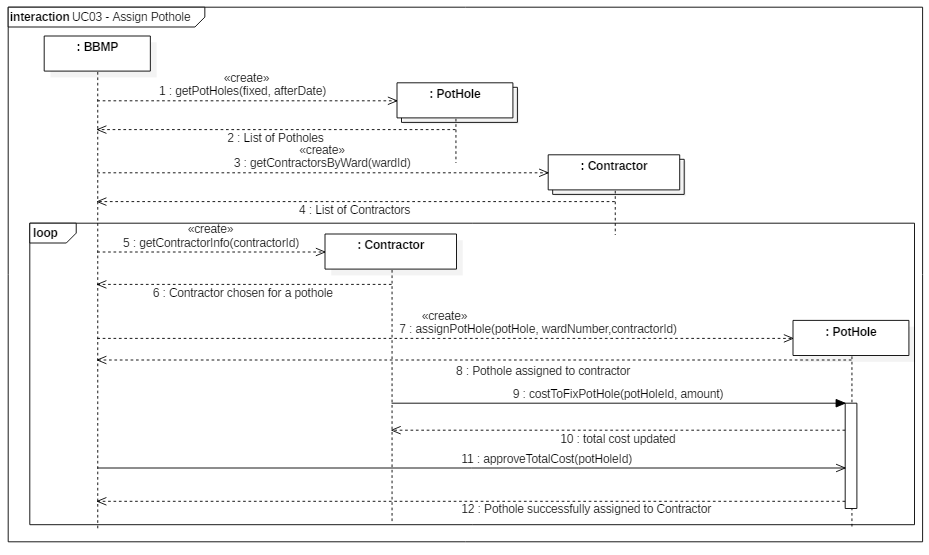 interaction UC03 - Assign Pothole
: BBMP
«create»
1 : getPotHoles(fixed, afterDate)
: PotHole
2 : List of Potholes
«create»
3 : getContractorsByWard(wardId)
: Contractor
4 : List of Contractors
loop
«create»
5 : getContractorInfo(contractorId)
: Contractor
6 : Contractor chosen for a pothole
«create»
7 : assignPotHole(potHole, wardNumber,contractorId)
: PotHole
8 : Pothole assigned to contractor
9 : costToFixPotHole(potHoleId, amount)
10 : total cost updated
11 : approveTotalCost(potHoleId)
12 : Pothole successfully assigned to Contractor